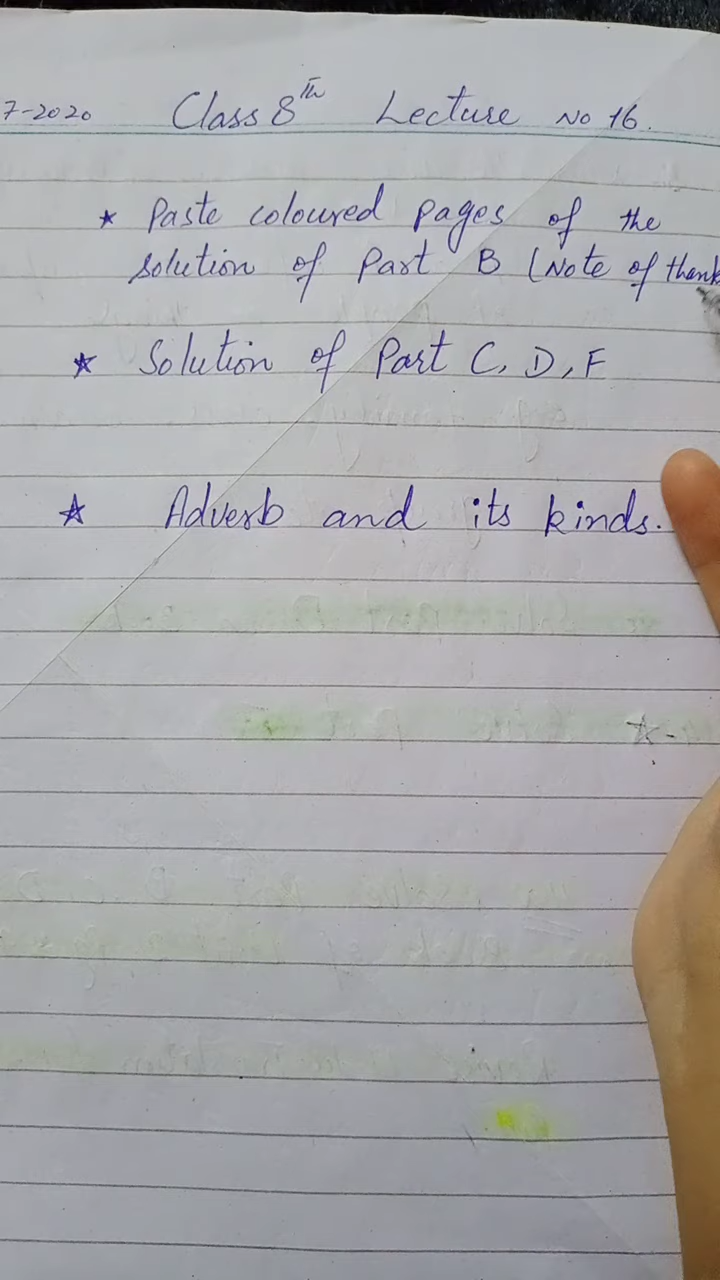 7-2020 Class 8th Lecture No 16.
* Paste coloured pages of the
solution of Part B (Note of thank
* Solution of Part C, D, F
* Adverb and its kinds.